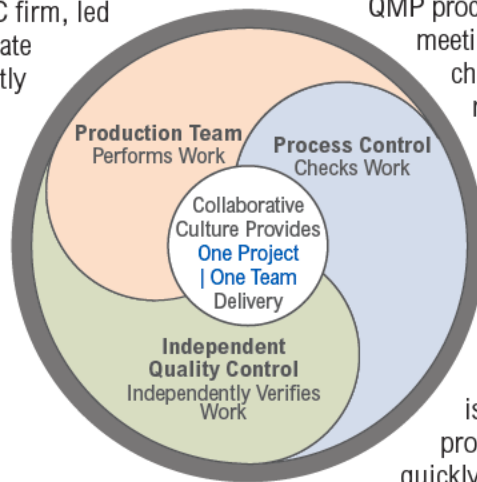 C firm, led
ate
tly
QMP proc
meeti
ch
Production Team
Performs Work
Process Control
Checks Work
Collaborative
Culture Provides
One Project
| One Team
Delivery
Independent
Quality Control
Independently Verifies
Work
is
pro
quickly